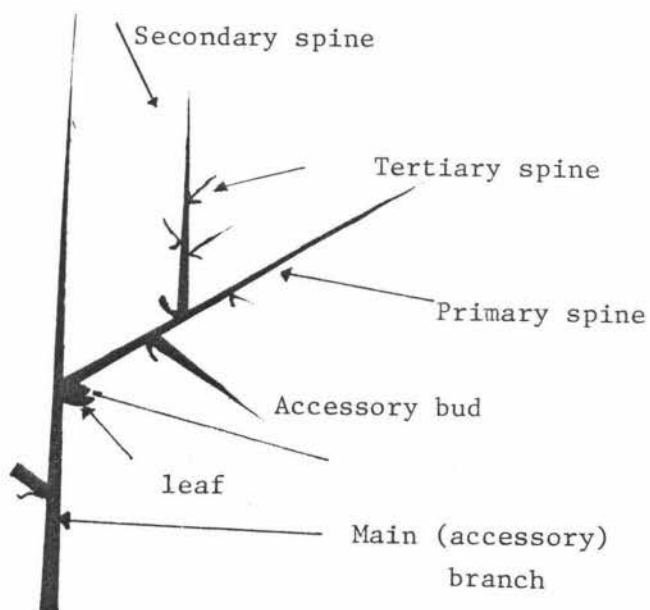 Secondary spine
Tertiary spine
Primary spine
Accessory bud
leaf
Main (accessory)
branch